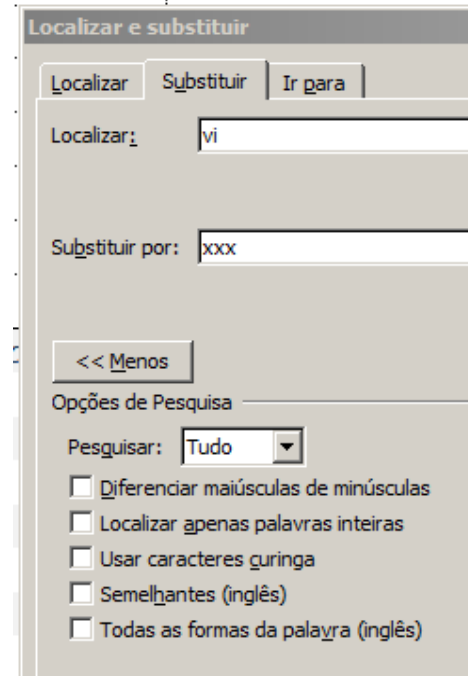 Localizar e substituir
Localizar Substituir Ir para
Localizar: vi
Substituir por: xxx
<< Menos
Opções de Pesquisa
Pesquisar: Tudo
Diferenciar maiúsculas de minúsculas
Localizar apenas palavras inteiras
Usar caracteres curinga
Semelhantes (inglês)
Todas as formas da palavra (inglês)